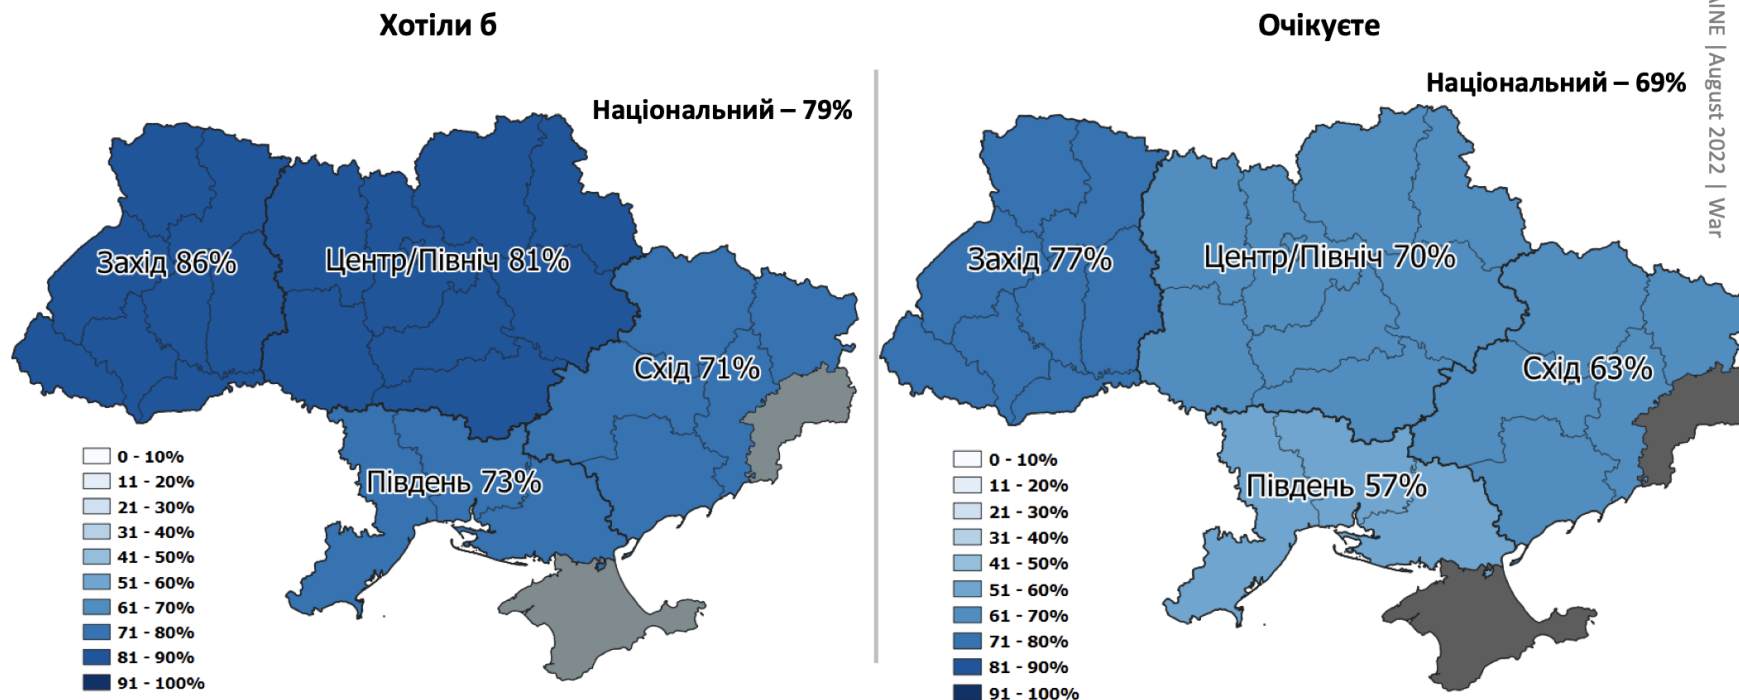 Хотіли б
Національний – 79%
Захід 86%
Центр/Північ 81%
Схід 71%
Південь 73%
0 - 10%
11 - 20%
21 - 30%
31 - 40%
41 - 50%
51 - 60%
61 - 70%
71 - 80%
81 - 90%
91 - 100%
Очікуєте
Національний – 69%
Захід 77%
Центр/Північ 70%
Схід 63%
Південь 57%
0 - 10%
11 - 20%
21 - 30%
31 - 40%
41 - 50%
51 - 60%
61 - 70%
71 - 80%
81 - 90%
91 - 100%
|August 2022 | War